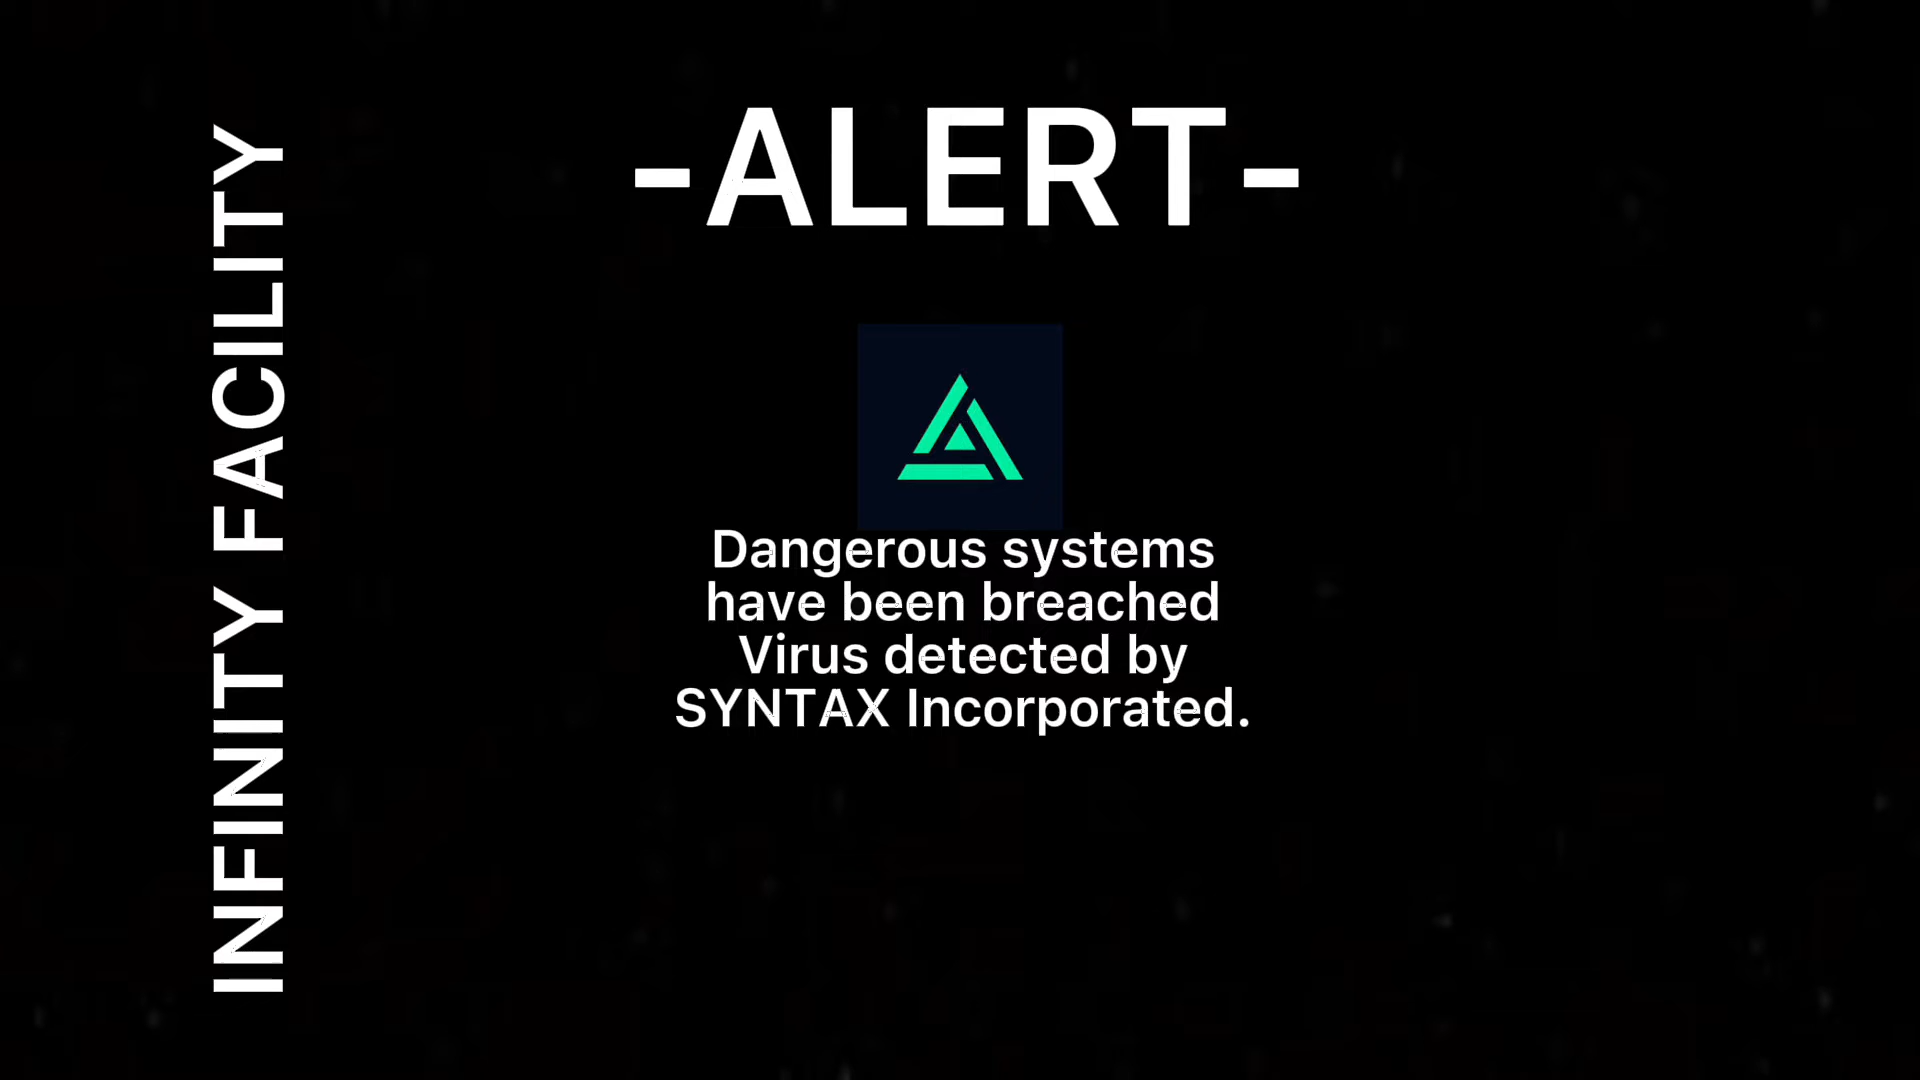 INFINITY FACILITY
-ALERT-
Dangerous systems
have been breached
Virus detected by
SYNTAX Incorporated.